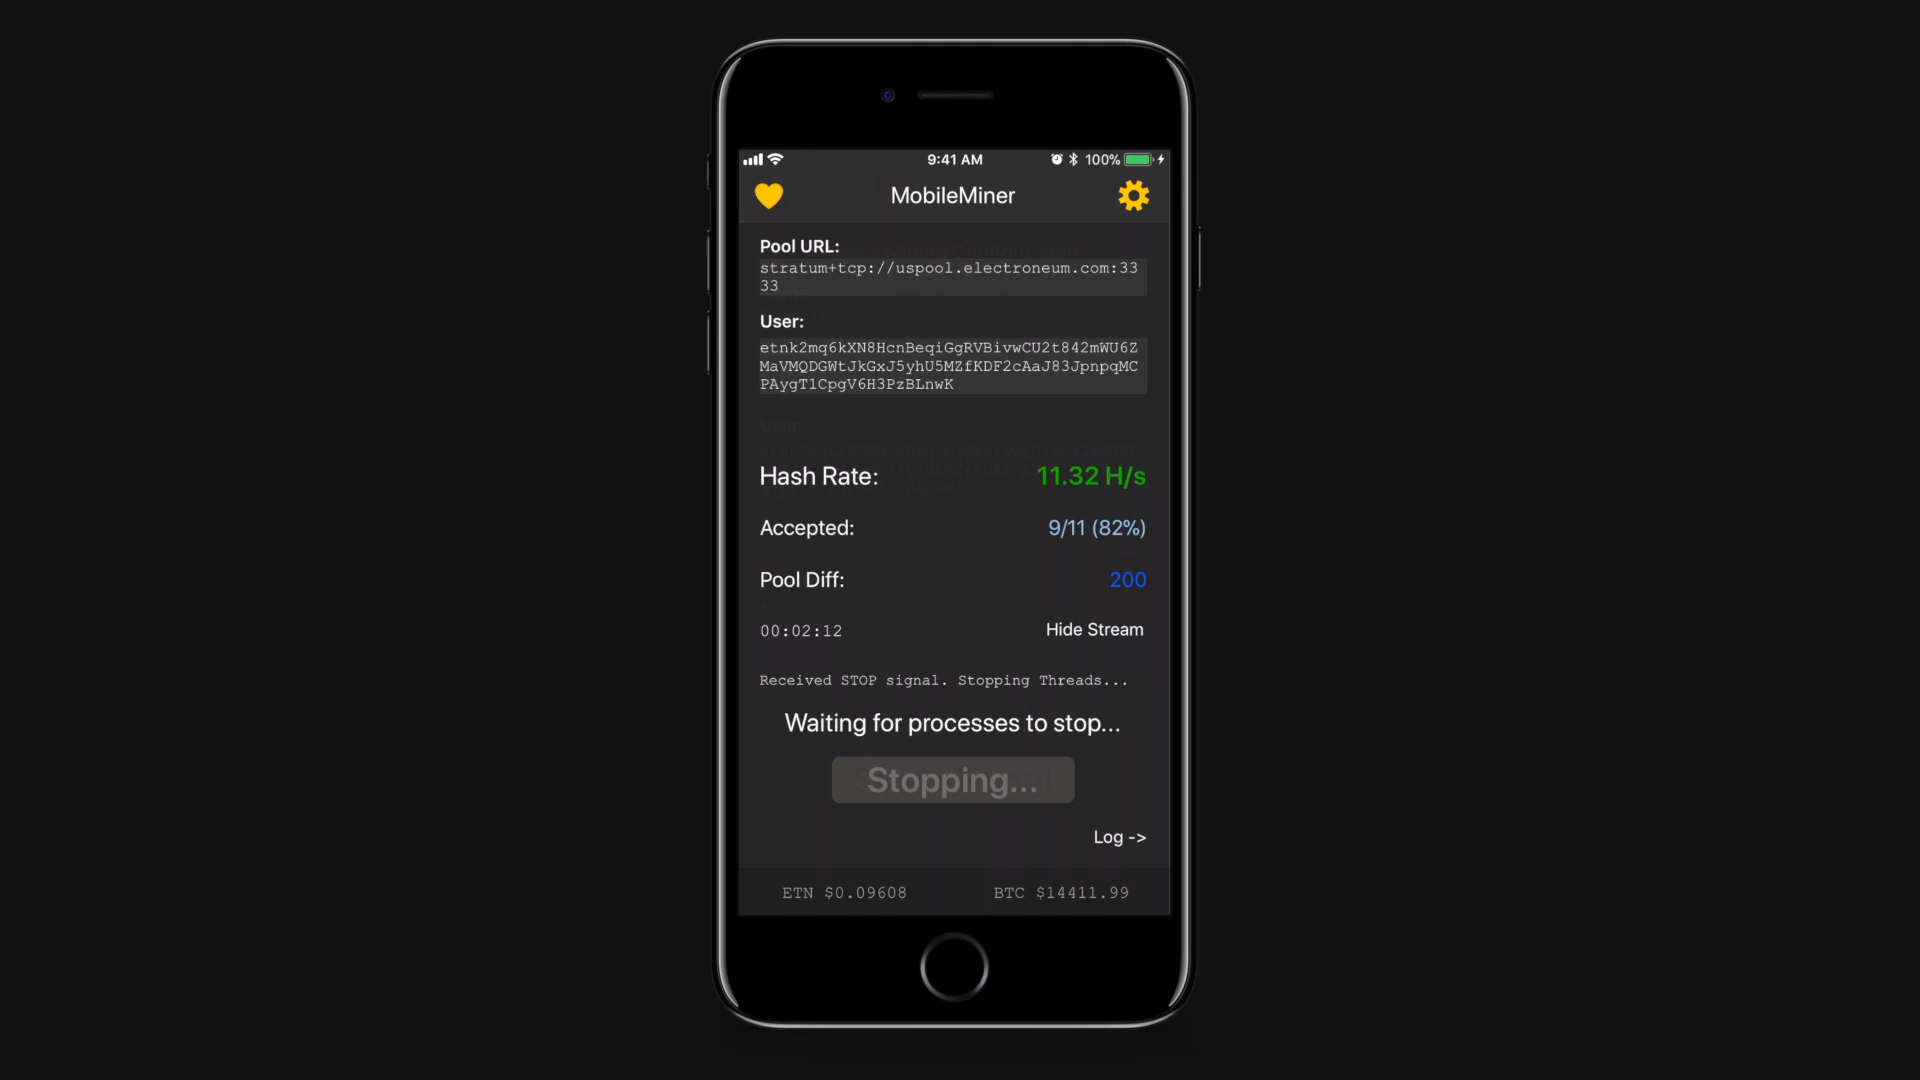 9:41 AM
100%
MobileMiner
Pool URL:
stratum+tcp://uspool.electroneum.com:33
33
User:
etnk2mq6kXN8HcnBeqiGgRVBivwCU2t842mWU6Z
MaVMQDGWtJkGxJ5yhU5MZfKDF2cAaJ83JpnpqMC
PAygT1CpgV6H3PzBLnwK
Hash Rate: 11.32 H/s
Accepted: 9/11 (82%)
Pool Diff: 200
00:02:12 Hide Stream
Received STOP signal. Stopping Threads...
Waiting for processes to stop...
Stopping...
Log ->
ETN $0.09608 BTC $14411.99